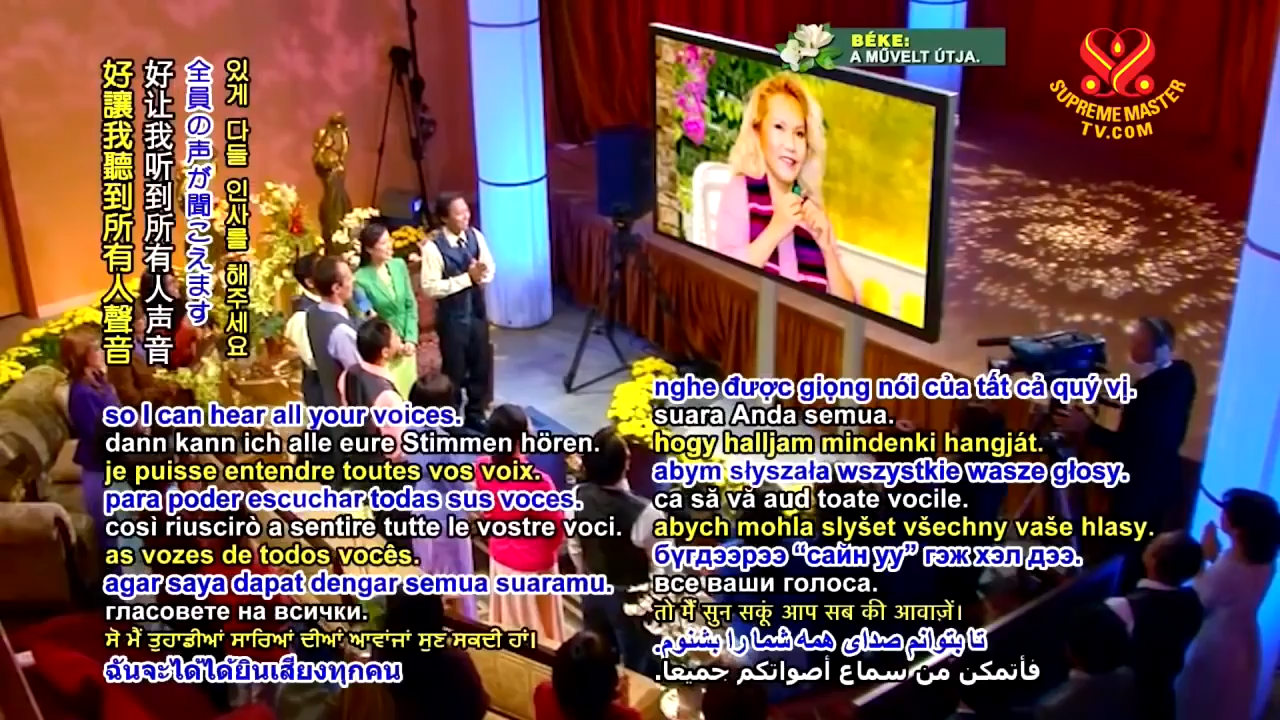 BÉKE:
A MŰVELT ÚTJA.
SUPREME MASTER
TV.COM
있게 다들 인사를 해주세요
全員の声が聞こえます
好让我听到所有人声音
好讓我聽到所有人聲音
so I can hear all your voices.
dann kann ich alle eure Stimmen hören.
je puisse entendre toutes vos voix.
para poder escuchar todas sus voces.
così riuscirò a sentire tutte le vostre voci.
as vozes de todos vocês.
agar saya dapat dengar semua suaramu.
гласовете на всички.
ਸੋ ਮੈਂ ਤੁਹਾਡੀਆਂ ਸਾਰਿਆਂ ਦੀਆਂ ਆਵਾਂਜਾਂ ਸੁਣ ਸਕਦੀ ਹਾਂ।
ฉันจะได้ได้ยินเสียงทุกคน
nghe được giọng nói của tất cả quý vị.
suara Anda semua.
hogy halljam mindenki hangját.
abym słyszała wszystkie wasze głosy.
ca să vă aud toate vocile.
abych mohla slyšet všechny vaše hlasy.
бүгдээрээ “сайн уу” гэж хэл дээ.
все ваши голоса.
तो मैं सुन सकूं आप सब की आवाज़ें।
تا بتوانم صدای همه شما را بشنوم.
فأتمكن من سماع أصواتكم جميعا.